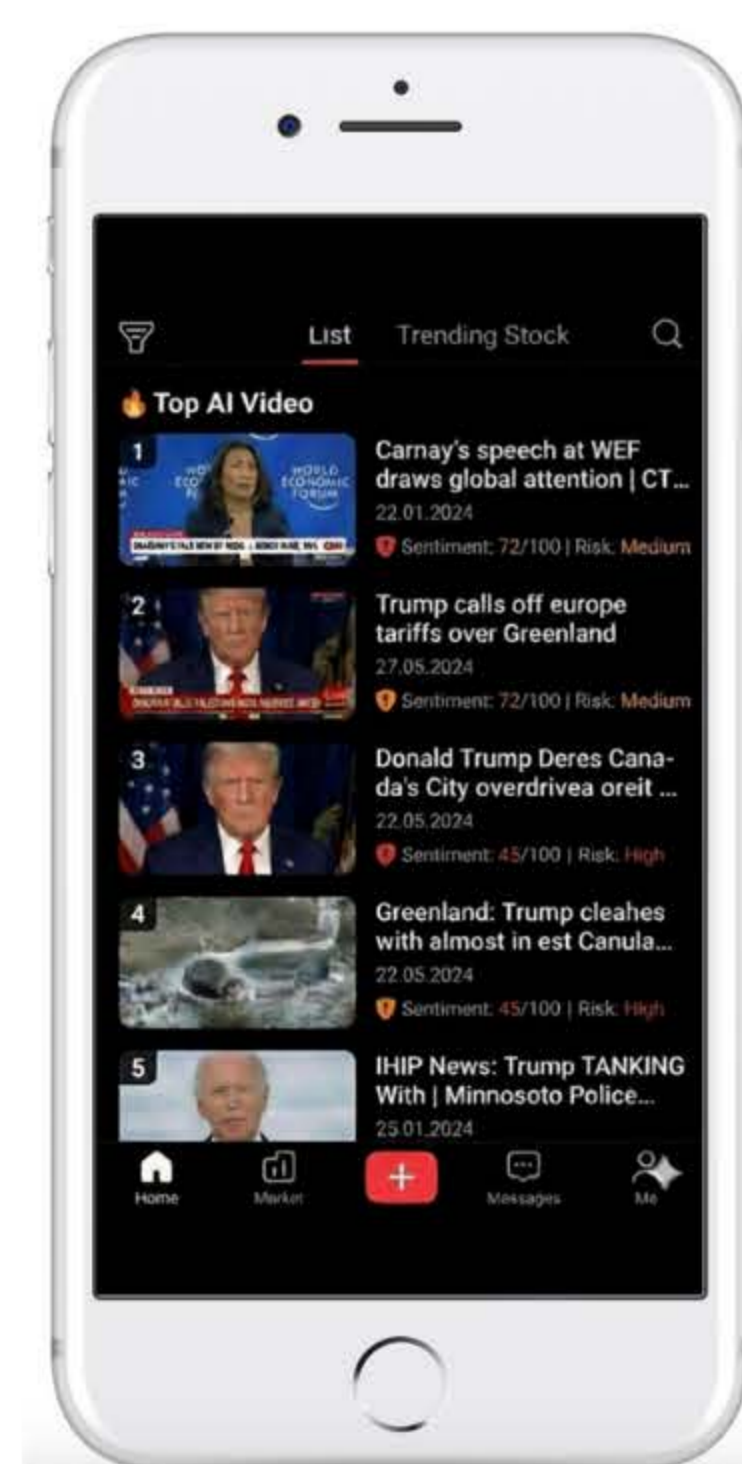 List
Trending Stock
🔥 Top AI Video
1
WORLD
ECONOMIC
FORUM
Carnay's speech at WEF
draws global attention | CT...
22.01.2024
Sentiment: 72/100 | Risk: Medium
2
Trump calls off europe
tariffs over Greenland
27.05.2024
Sentiment: 72/100 | Risk: Medium
3
Donald Trump Deres Cana-
da's City overdrivea oreit ...
22.05.2024
Sentiment: 45/100 | Risk: High
4
Greenland: Trump cleahes
with almost in est Canula...
22.05.2024
Sentiment: 45/100 | Risk: High
5
IHIP News: Trump TANKING
With | Minnosoto Police...
25.01.2024
Home
Market
Messages
Me